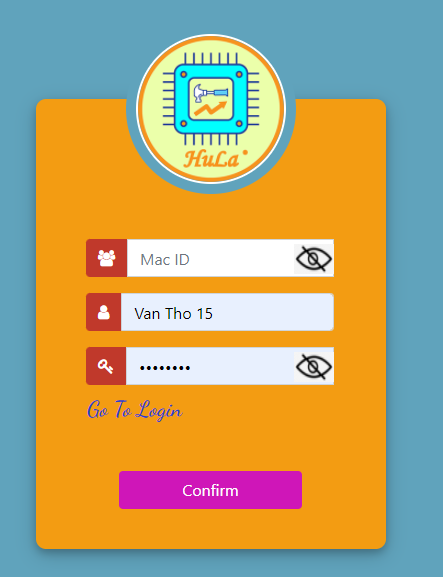 HuLa
Mac ID
Van Tho 15
••••••••
Go To Login
Confirm